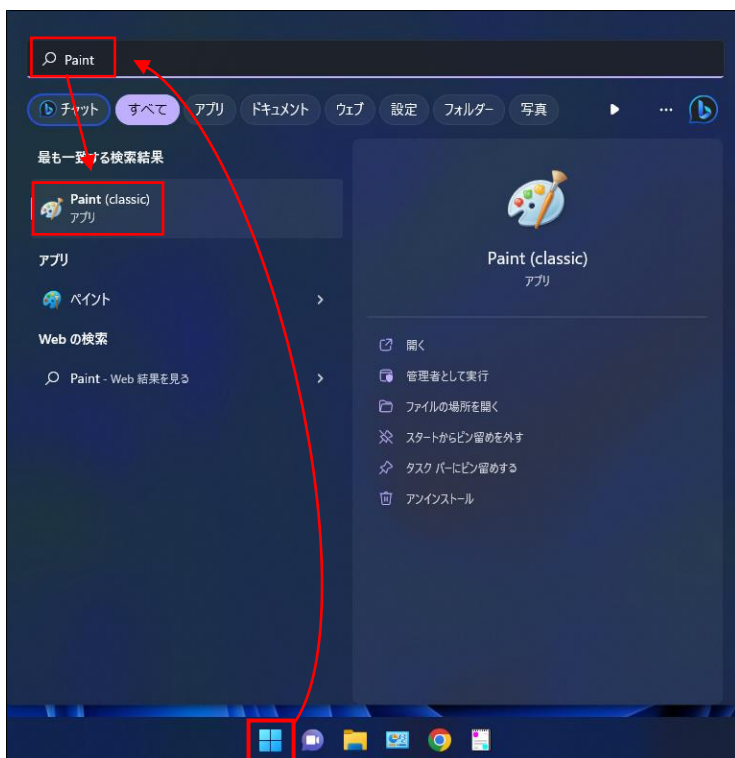 Paint
チャット すべて アプリ ドキュメント ウェブ 設定 フォルダー 写真 ...
最も一致する検索結果
Paint (classic)
アプリ
アプリ
ペイント
Web の検索
Paint - Web 結果を見る
Paint (classic)
アプリ
開く
管理者として実行
ファイルの場所を開く
スタートからピン留めを外す
タスク バーにピン留めする
アンインストール